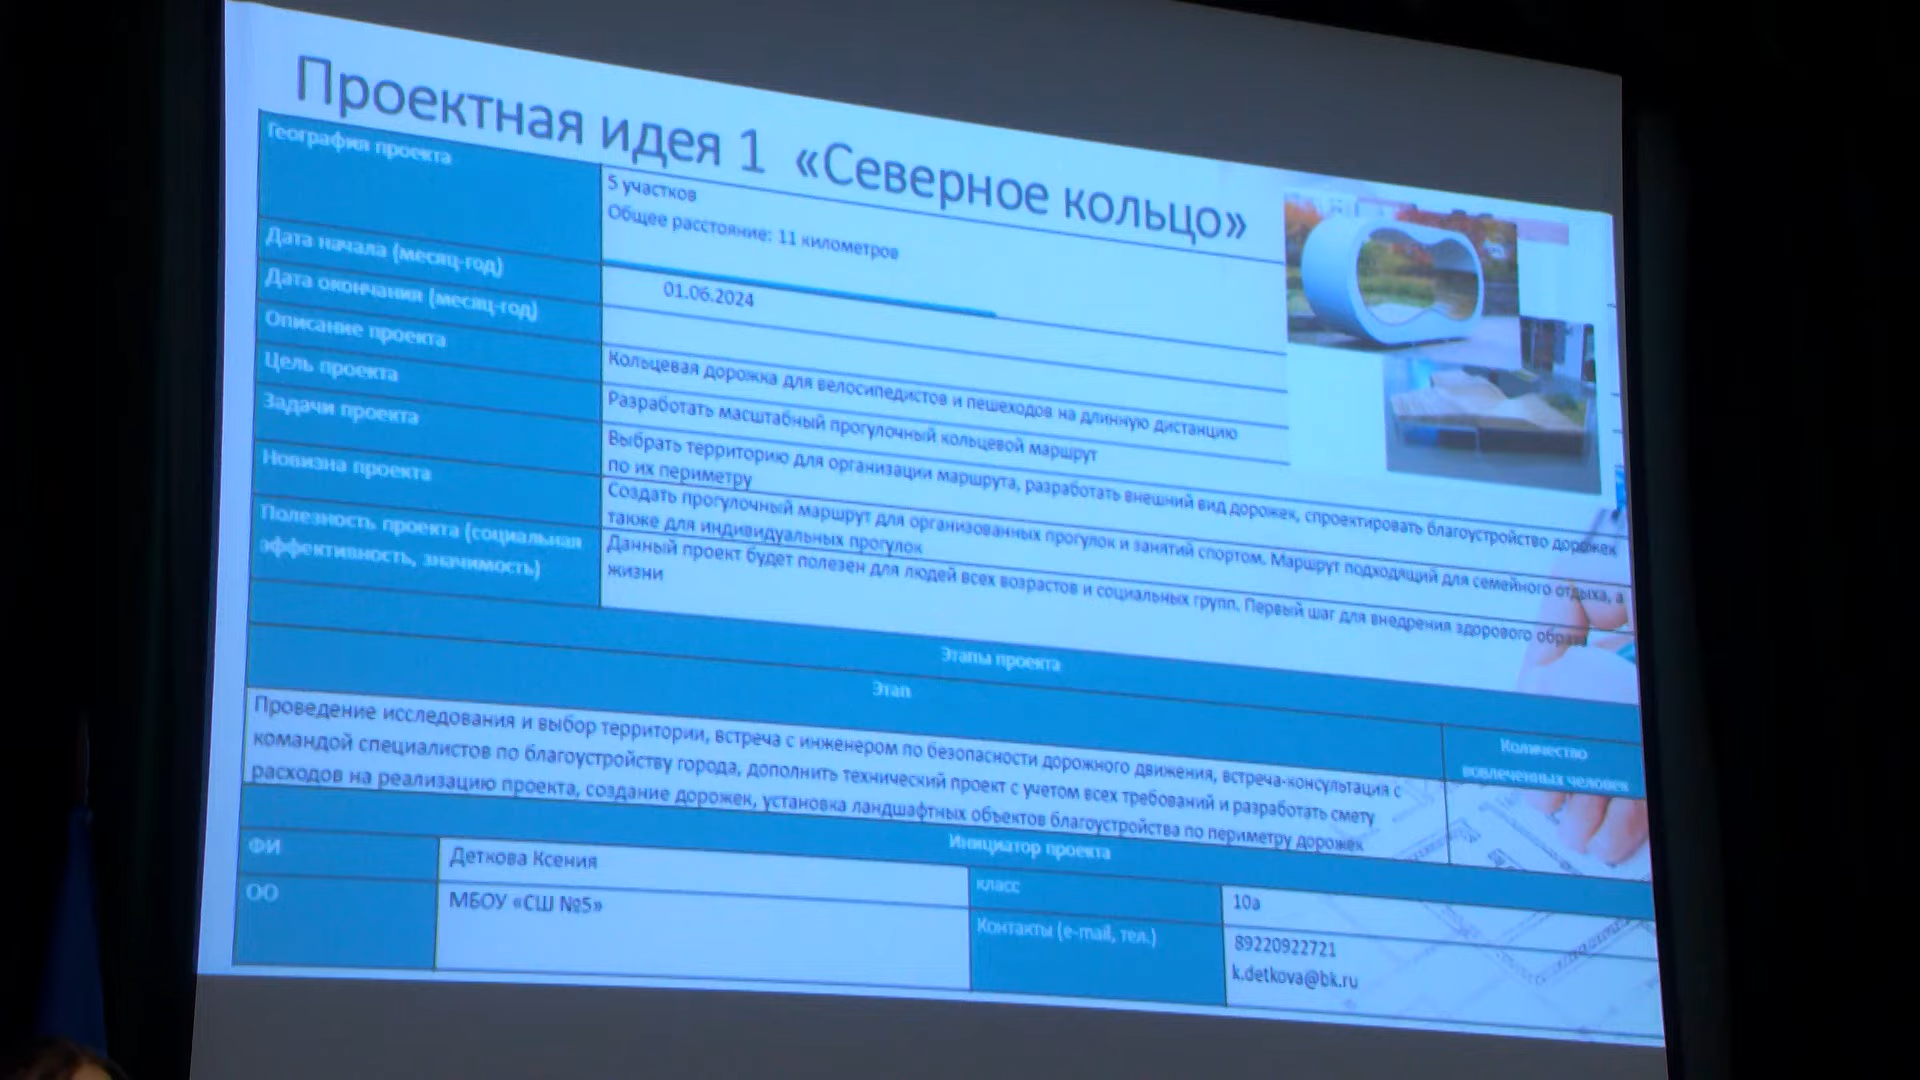 Проектная идея 1 «Северное кольцо»
География проекта
5 участков
Общее расстояние: 11 километров
Дата начала (месяц-год)
01.06.2024
Дата окончания (месяц-год)
Описание проекта
Кольцевая дорожка для велосипедистов и пешеходов на длинную дистанцию
Цель проекта
Разработать масштабный прогулочный кольцевой маршрут
Задачи проекта
Выбрать территорию для организации маршрута, разработать внешний вид дорожек, спроектировать благоустройство дорожек
по их периметру
Новизна проекта
Создать прогулочный маршрут для организованных прогулок и занятий спортом. Маршрут подходящий для семейного отдыха, а
также для индивидуальных прогулок
Полезность проекта (социальная
эффективность, значимость)
Данный проект будет полезен для людей всех возрастов и социальных групп. Первый шаг для внедрения здорового образа
жизни
Этапы проекта
Этап
Количество
вовлеченных человек
Проведение исследования и выбор территории, встреча с инженером по безопасности дорожного движения, встреча-консультация с
командой специалистов по благоустройству города, дополнить технический проект с учетом всех требований и разработать смету
расходов на реализацию проекта, создание дорожек, установка ландшафтных объектов благоустройства по периметру дорожек
Инициатор проекта
ФИ
Деткова Ксения
класс
10а
ОО
МБОУ «СШ №5»
Контакты (e-mail, тел.)
89220922721
k.detkova@bk.ru